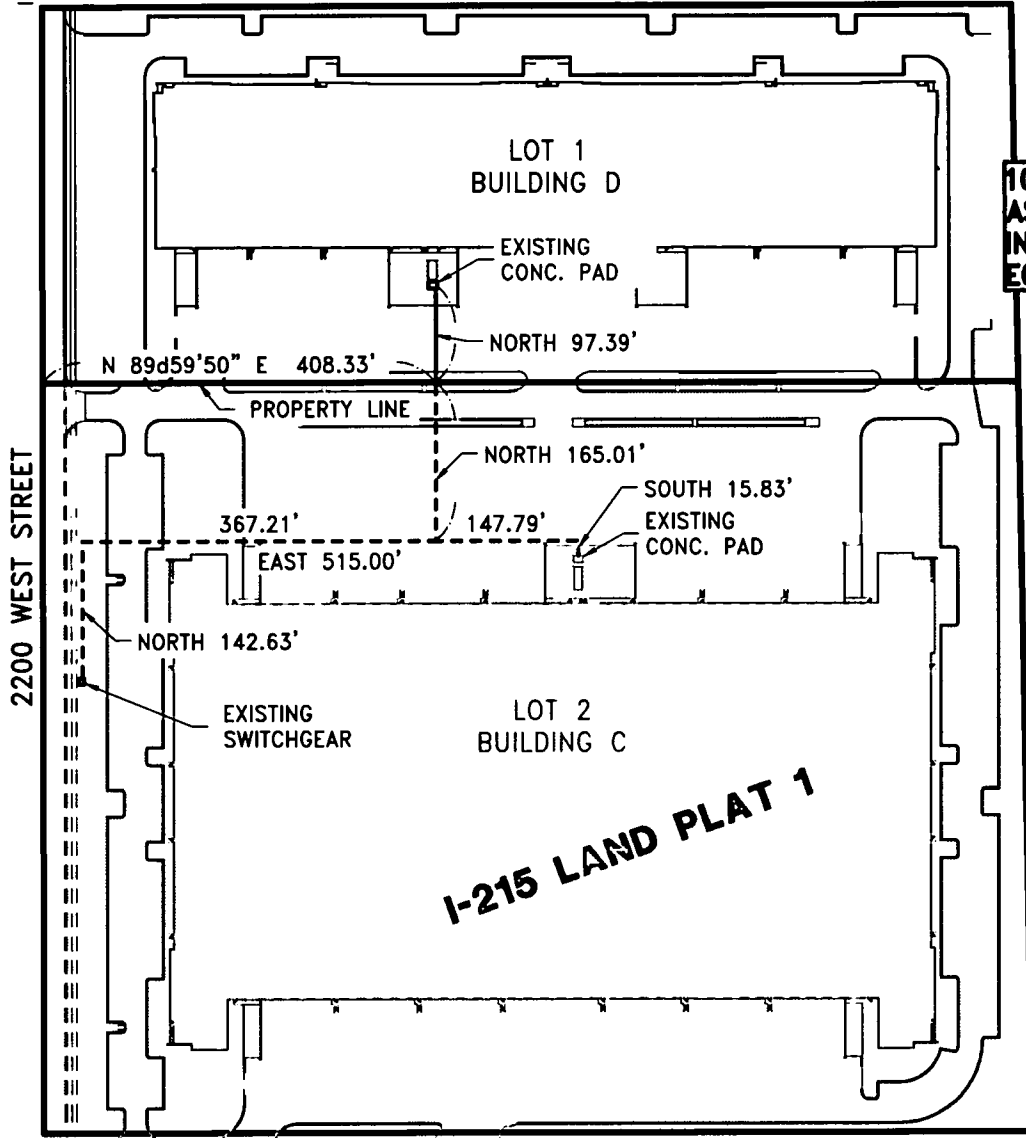 LOT 1
BUILDING D
EXISTING
CONC. PAD
NORTH 97.39'
N 89d59'50" E 408.33'
PROPERTY LINE
NORTH 165.01'
SOUTH 15.83'
367.21'
147.79'
EXISTING
CONC. PAD
EAST 515.00'
2200 WEST STREET
NORTH 142.63'
EXISTING
SWITCHGEAR
LOT 2
BUILDING C
I-215 LAND PLAT 1